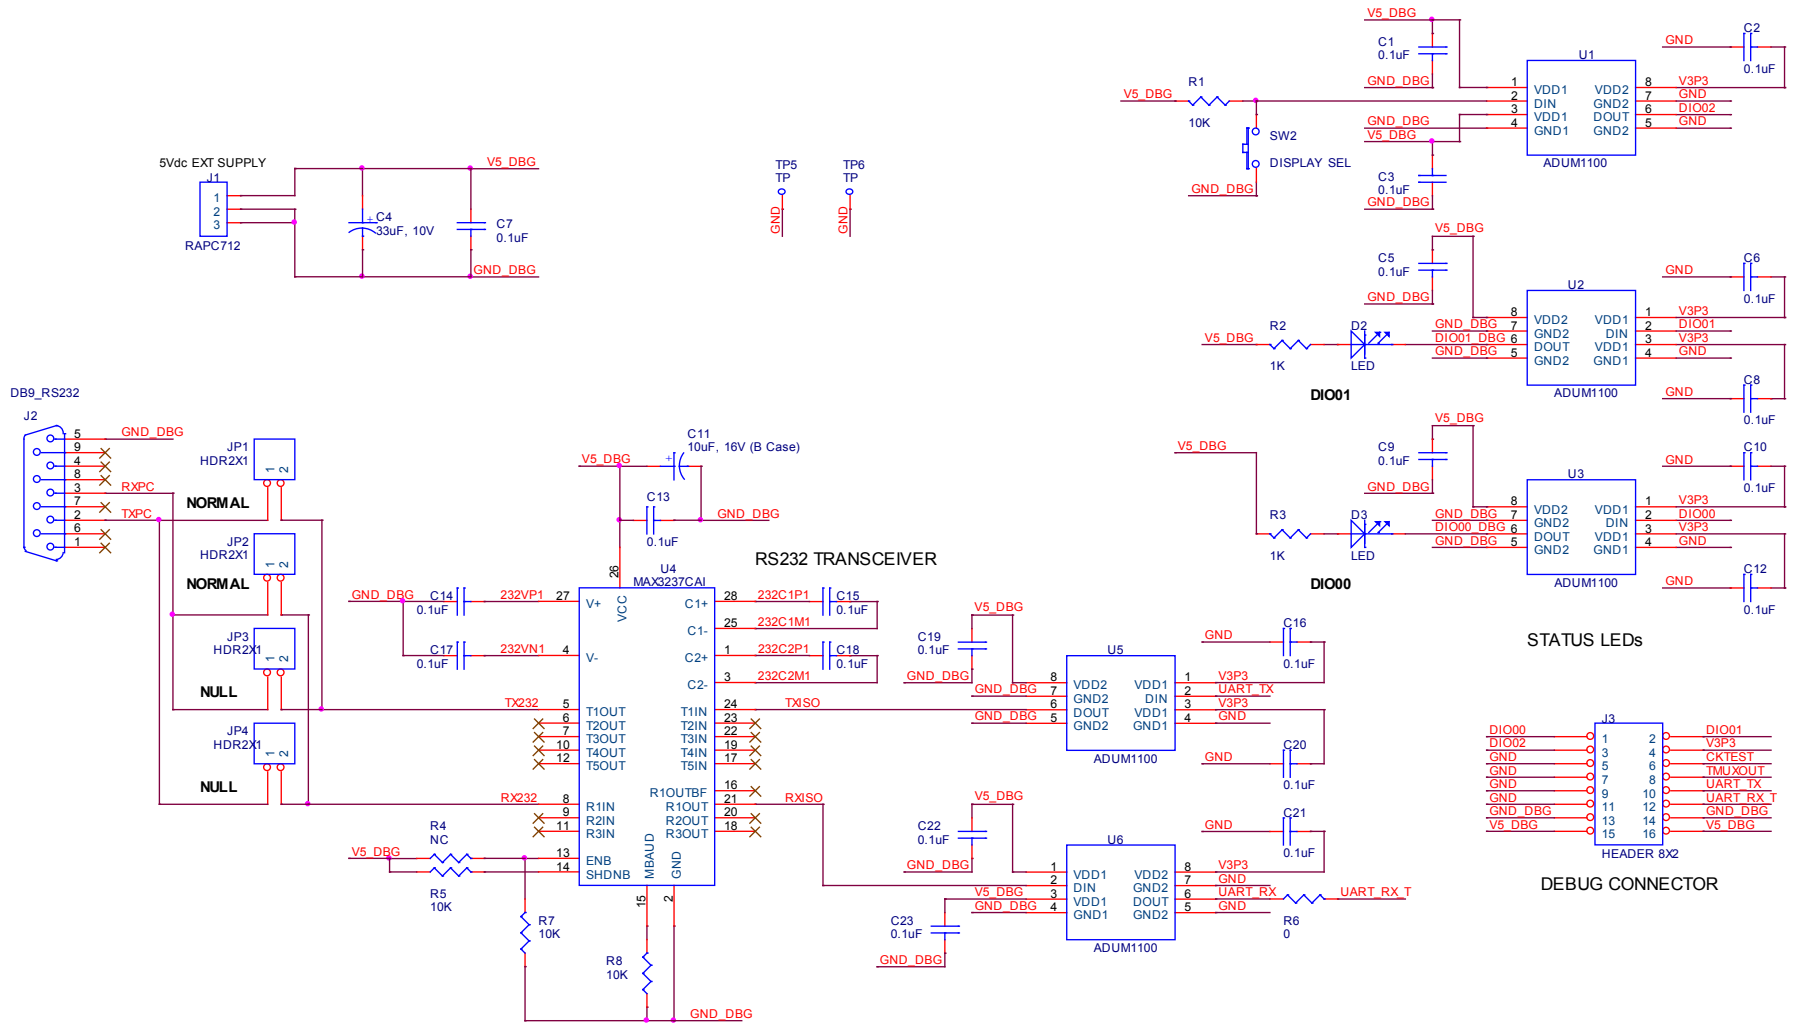 5Vdc EXT SUPPLY
J1
1
2
3
RAPC712
V5_DBG
C4
+
33uF, 10V
C7
0.1uF
GND_DBG
TP5
TP
GND
TP6
TP
GND
V5_DBG
R1
10K
SW2
DISPLAY SEL
GND_DBG
V5_DBG
C1
0.1uF
GND_DBG
GND_DBG
V5_DBG
C3
0.1uF
GND_DBG
U1
1 VDD1
2 DIN
3 VDD1
4 GND1
VDD2 8 V3P3
GND2 7 GND
DOUT 6 DIO02
GND2 5 GND
ADUM1100
GND
C2
0.1uF
V5_DBG
C5
0.1uF
GND_DBG
V5_DBG
R2
1K
D2
LED
DIO01
U2
8 VDD2
GND_DBG 7 GND2
DIO01_DBG 6 DOUT
GND_DBG 5 GND2
VDD1 1 V3P3
DIN 2 DIO01
VDD1 3 V3P3
GND1 4 GND
ADUM1100
GND
C6
0.1uF
GND
C8
0.1uF
V5_DBG
C9
0.1uF
GND_DBG
V5_DBG
R3
1K
D3
LED
DIO00
U3
8 VDD2
GND_DBG 7 GND2
DIO00_DBG 6 DOUT
GND_DBG 5 GND2
VDD1 1 V3P3
DIN 2 DIO00
VDD1 3 V3P3
GND1 4 GND
ADUM1100
GND
C10
0.1uF
GND
C12
0.1uF
STATUS LEDs
DB9_RS232
J2
5 GND_DBG
9
4
8
3 RXPC
7
2 TXPC
6
1
JP1
HDR2X1
1 2
NORMAL
JP2
HDR2X1
1 2
NORMAL
JP3
HDR2X1
1 2
NULL
JP4
HDR2X1
1 2
NULL
C11
10uF, 16V (B Case)
V5_DBG
+
C13
0.1uF
GND_DBG
RS232 TRANSCEIVER
U4
MAX3237CAI
26
VCC
GND_DBG
C14
0.1uF
232VP1 27 V+
C17
0.1uF
232VN1 4 V-
C1+ 28 232C1P1
C15
0.1uF
C1- 25 232C1M1
C2+ 1 232C2P1
C18
0.1uF
C2- 3 232C2M1
TX232 5 T1OUT
6 T2OUT
7 T3OUT
10 T4OUT
12 T5OUT
T1IN 24 TXISO
T2IN 23
T3IN 22
T4IN 19
T5IN 17
R1OUTBF 16
RX232 8 R1IN
9 R2IN
11 R3IN
R1OUT 21 RXISO
R2OUT 20
R3OUT 18
13 ENB
14 SHDNB
MBAUD
GND
15
2
R4
NC
V5_DBG
R5
10K
R7
10K
R8
10K
GND_DBG
V5_DBG
C19
0.1uF
GND_DBG
U5
8 VDD2
GND_DBG 7 GND2
6 DOUT
GND_DBG 5 GND2
VDD1 1 V3P3
DIN 2 UART_TX
VDD1 3 V3P3
GND1 4 GND
ADUM1100
GND
C16
0.1uF
GND
C20
0.1uF
V5_DBG
C22
0.1uF
GND_DBG
U6
1 VDD1
2 DIN
V5_DBG 3 VDD1
GND_DBG 4 GND1
VDD2 8 V3P3
GND2 7 GND
DOUT 6 UART_RX
GND2 5 GND
ADUM1100
GND
C21
0.1uF
C23
0.1uF
GND_DBG
R6
0
UART_RX_T
J3
DIO00 1 2 DIO01
DIO02 3 4 V3P3
GND 5 6 CKTEST
GND 7 8 TMUXOUT
GND 9 10 UART_TX
GND 11 12 UART_RX_T
GND_DBG 13 14 GND_DBG
V5_DBG 15 16 V5_DBG
HEADER 8X2
DEBUG CONNECTOR